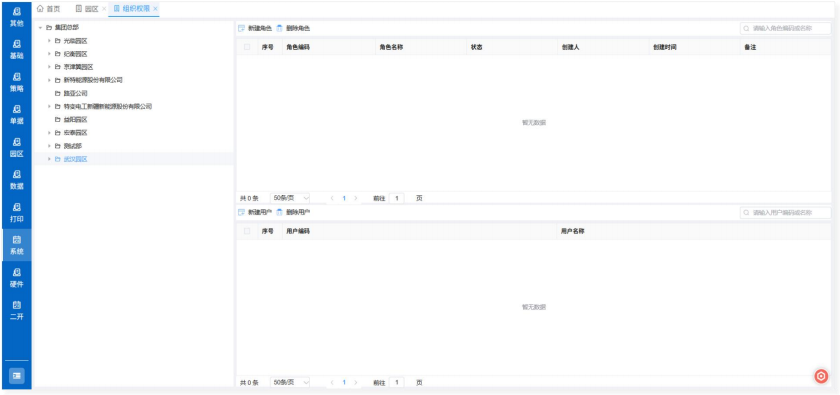 首页
园区 ×
组织权限 ×
其他
基础
策略
单据
园区
数据
打印
系统
硬件
二开
集团总部
光临园区
纪衡园区
京津冀园区
新特能源股份有限公司
路亚公司
特变电工新疆新能源股份有限公司
益阳园区
宏泰园区
测试部
武汉园区
新建角色 删除角色
请输入角色编码或名称
序号 角色编码 角色名称 状态 创建人 创建时间 备注
暂无数据
共 0 条 50条/页 1 前往 1 页
新建用户 删除用户
请输入用户编码或名称
序号 用户编码 用户名称
暂无数据
共 0 条 50条/页 1 前往 1 页